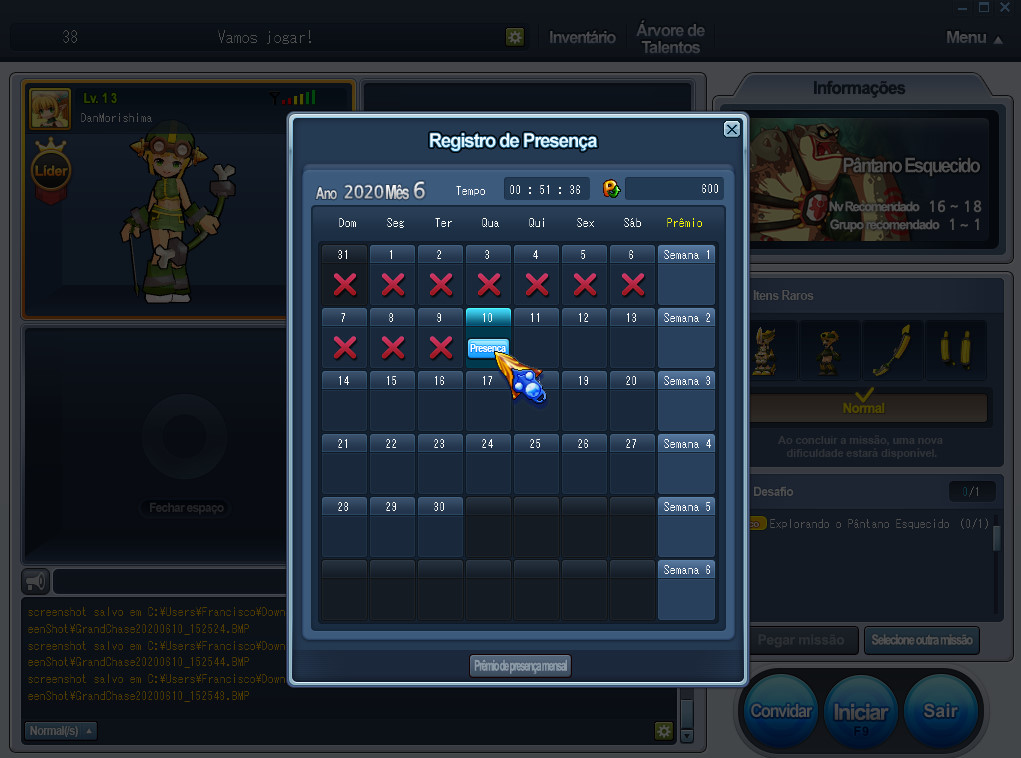 38
Vamos jogar!
Inventário
Árvore de
Talentos
Menu
Lv. 13
DanMorishima
Líder
Informações
Pântano Esquecido
Nv Recomendado 16 ~ 18
Grupo recomendado 1 ~ 1
Registro de Presença
Ano 2020 Mês 6
Tempo 00 : 51 : 36
600
Dom Seg Ter Qua Qui Sex Sáb Prêmio
31 1 2 3 4 5 6 Semana 1
7 8 9 10 11 12 13 Semana 2
Presença
14 15 16 17 19 20 Semana 3
21 22 23 24 25 26 27 Semana 4
28 29 30 Semana 5
Semana 6
Prêmio de presença mensal
Itens Raros
Normal
Ao concluir a missão, uma nova
dificuldade estará disponível.
Desafio 0/1
Explorando o Pântano Esquecido (0/1)
Pegar missão
Selecione outra missão
Fechar espaço
screenshot salvo em C:¥Users¥Francisco¥Down
eenShot¥GrandChase20200610_152524.BMP
screenshot salvo em C:¥Users¥Francisco¥Down
eenShot¥GrandChase20200610_152544.BMP
screenshot salvo em C:¥Users¥Francisco¥Down
eenShot¥GrandChase20200610_152548.BMP
Normal(/s)
Convidar
Iniciar
F9
Sair